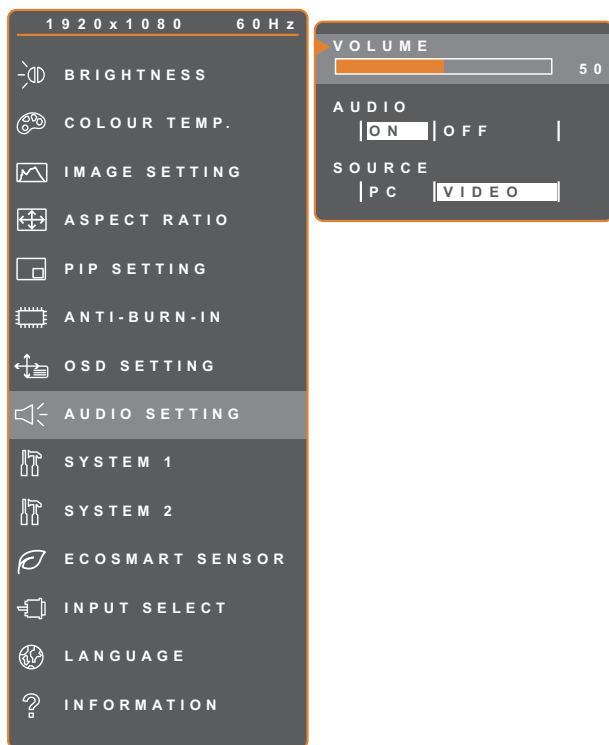 1920x1080 60Hz
BRIGHTNESS
COLOUR TEMP.
IMAGE SETTING
ASPECT RATIO
PIP SETTING
ANTI-BURN-IN
OSD SETTING
AUDIO SETTING
SYSTEM 1
SYSTEM 2
ECOSMART SENSOR
INPUT SELECT
LANGUAGE
INFORMATION
VOLUME
50
AUDIO
ON OFF
SOURCE
PC VIDEO